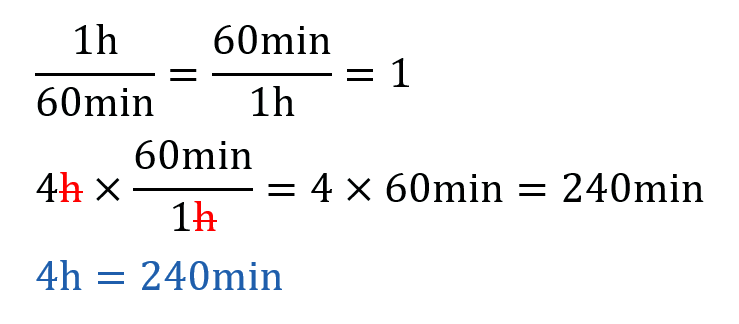 1h/60min = 60min/1h = 1
4h × 60min/1h = 4 × 60min = 240min
4h = 240min